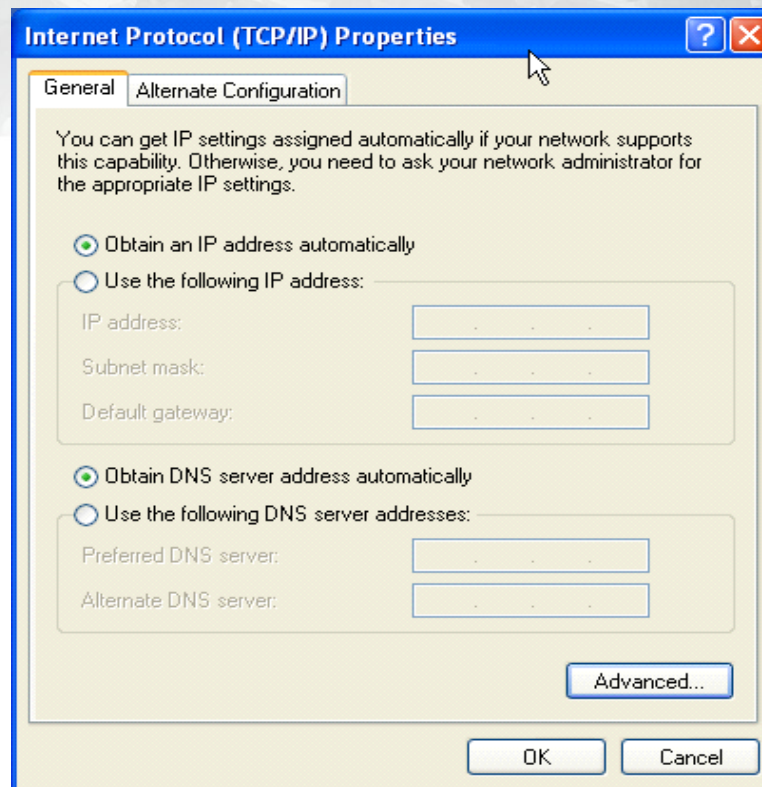 Internet Protocol (TCP/IP) Properties
General
Alternate Configuration
You can get IP settings assigned automatically if your network supports
this capability. Otherwise, you need to ask your network administrator for
the appropriate IP settings.
Obtain an IP address automatically
Use the following IP address:
IP address:
Subnet mask:
Default gateway:
Obtain DNS server address automatically
Use the following DNS server addresses:
Preferred DNS server:
Alternate DNS server:
Advanced...
OK
Cancel